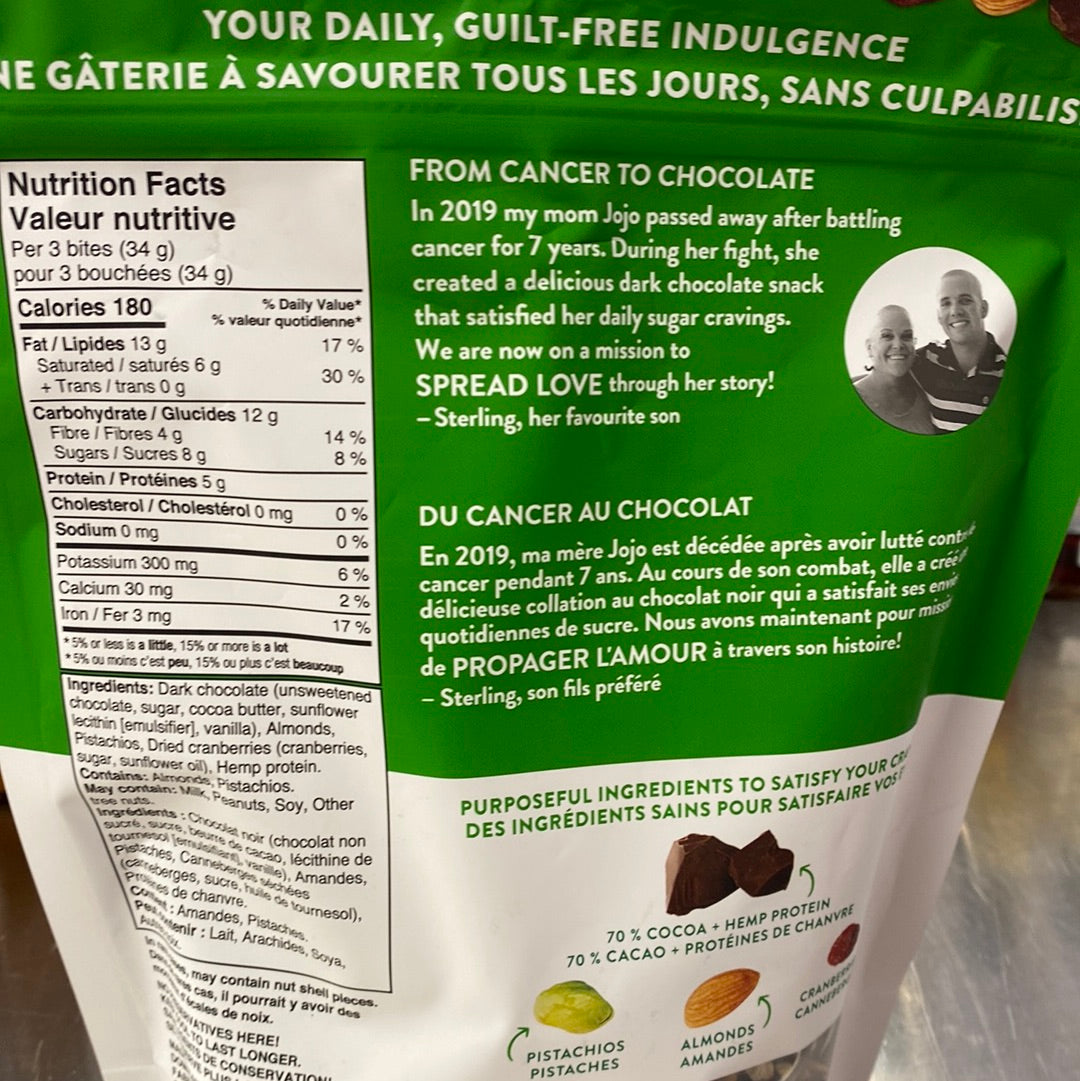 YOUR DAILY, GUILT-FREE INDULGENCE
NE GÂTERIE À SAVOURER TOUS LES JOURS, SANS CULPABILIS
Nutrition Facts
Valeur nutritive
Per 3 bites (34 g)
pour 3 bouchées (34 g)
Calories 180
% Daily Value*
% valeur quotidienne*
Fat / Lipides 13 g 17 %
Saturated / saturés 6 g
+ Trans / trans 0 g 30 %
Carbohydrate / Glucides 12 g
Fibre / Fibres 4 g 14 %
Sugars / Sucres 8 g 8 %
Protein / Protéines 5 g
Cholesterol / Cholestérol 0 mg 0 %
Sodium 0 mg 0 %
Potassium 300 mg 6 %
Calcium 30 mg 2 %
Iron / Fer 3 mg 17 %
*5% or less is a little, 15% or more is a lot
*5% ou moins c'est peu, 15% ou plus c'est beaucoup
Ingredients: Dark chocolate (unsweetened
chocolate, sugar, cocoa butter, sunflower
lecithin [emulsifier], vanilla), Almonds,
Pistachios, Dried cranberries (cranberries,
sugar, sunflower oil), Hemp protein.
Contains: Almonds, Pistachios.
May contain: Milk, Peanuts, Soy, Other
tree nuts.
Ingrédients : Chocolat noir (chocolat non
sucré, sucre, beurre de cacao, lécithine de
tournesol [émulsifiant], vanille), Amandes,
Pistaches, Canneberges séchées
(canneberges, sucre, huile de tournesol),
de chanvre.
: Amandes, Pistaches.
: Lait, Arachides, Soya,
may contain nut shell pieces.
cas, il pourrait y avoir des
de noix.
HERE!
TO LAST LONGER.
DE CONSERVATION
FROM CANCER TO CHOCOLATE
In 2019 my mom Jojo passed away after battling
cancer for 7 years. During her fight, she
created a delicious dark chocolate snack
that satisfied her daily sugar cravings.
We are now on a mission to
SPREAD LOVE through her story!
– Sterling, her favourite son
DU CANCER AU CHOCOLAT
En 2019, ma mère Jojo est décédée après avoir lutté
cancer pendant 7 ans. Au cours de son combat, elle a créé
délicieuse collation au chocolat noir qui a satisfait ses
quotidiennes de sucre. Nous avons maintenant pour
de PROPAGER L'AMOUR à travers son histoire!
– Sterling, son fils préféré
PURPOSEFUL INGREDIENTS TO SATISFY YOUR
DES INGRÉDIENTS SAINS POUR SATISFAIRE VOS
70 % COCOA + HEMP PROTEIN
70 % CACAO + PROTÉINES DE CHANVRE
PISTACHIOS
PISTACHES
ALMONDS
AMANDES